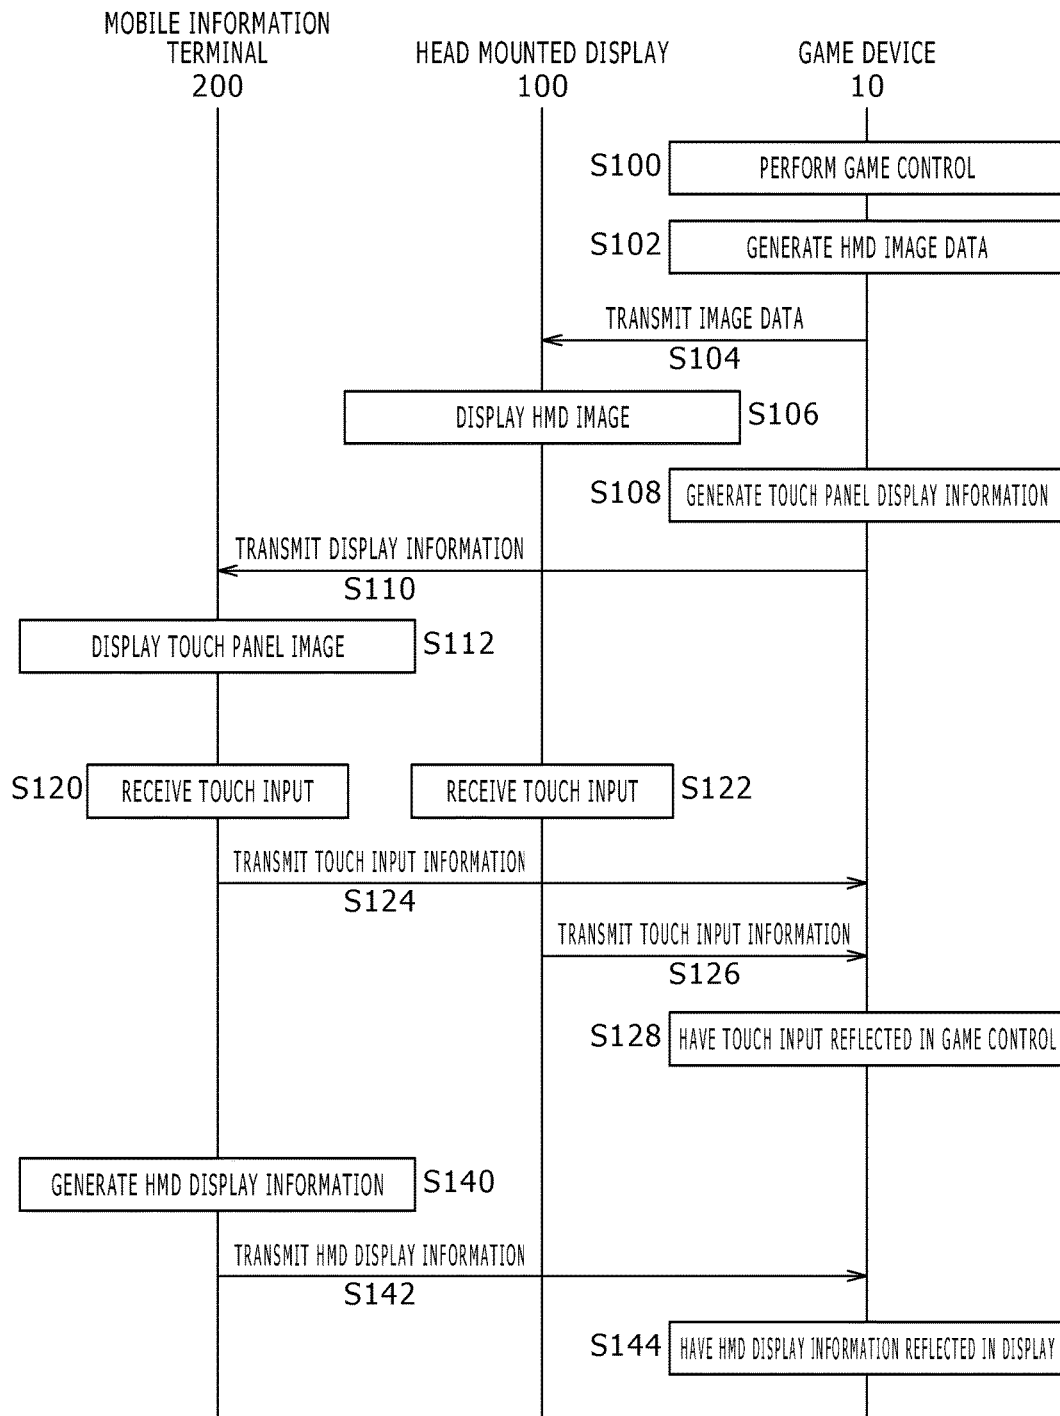 MOBILE INFORMATION
TERMINAL
200
HEAD MOUNTED DISPLAY
100
GAME DEVICE
10
S100
PERFORM GAME CONTROL
S102
GENERATE HMD IMAGE DATA
TRANSMIT IMAGE DATA
S104
DISPLAY HMD IMAGE
S106
S108
GENERATE TOUCH PANEL DISPLAY INFORMATION
TRANSMIT DISPLAY INFORMATION
S110
DISPLAY TOUCH PANEL IMAGE
S112
S120
RECEIVE TOUCH INPUT
RECEIVE TOUCH INPUT
S122
TRANSMIT TOUCH INPUT INFORMATION
S124
TRANSMIT TOUCH INPUT INFORMATION
S126
S128
HAVE TOUCH INPUT REFLECTED IN GAME CONTROL
GENERATE HMD DISPLAY INFORMATION
S140
TRANSMIT HMD DISPLAY INFORMATION
S142
S144
HAVE HMD DISPLAY INFORMATION REFLECTED IN DISPLAY